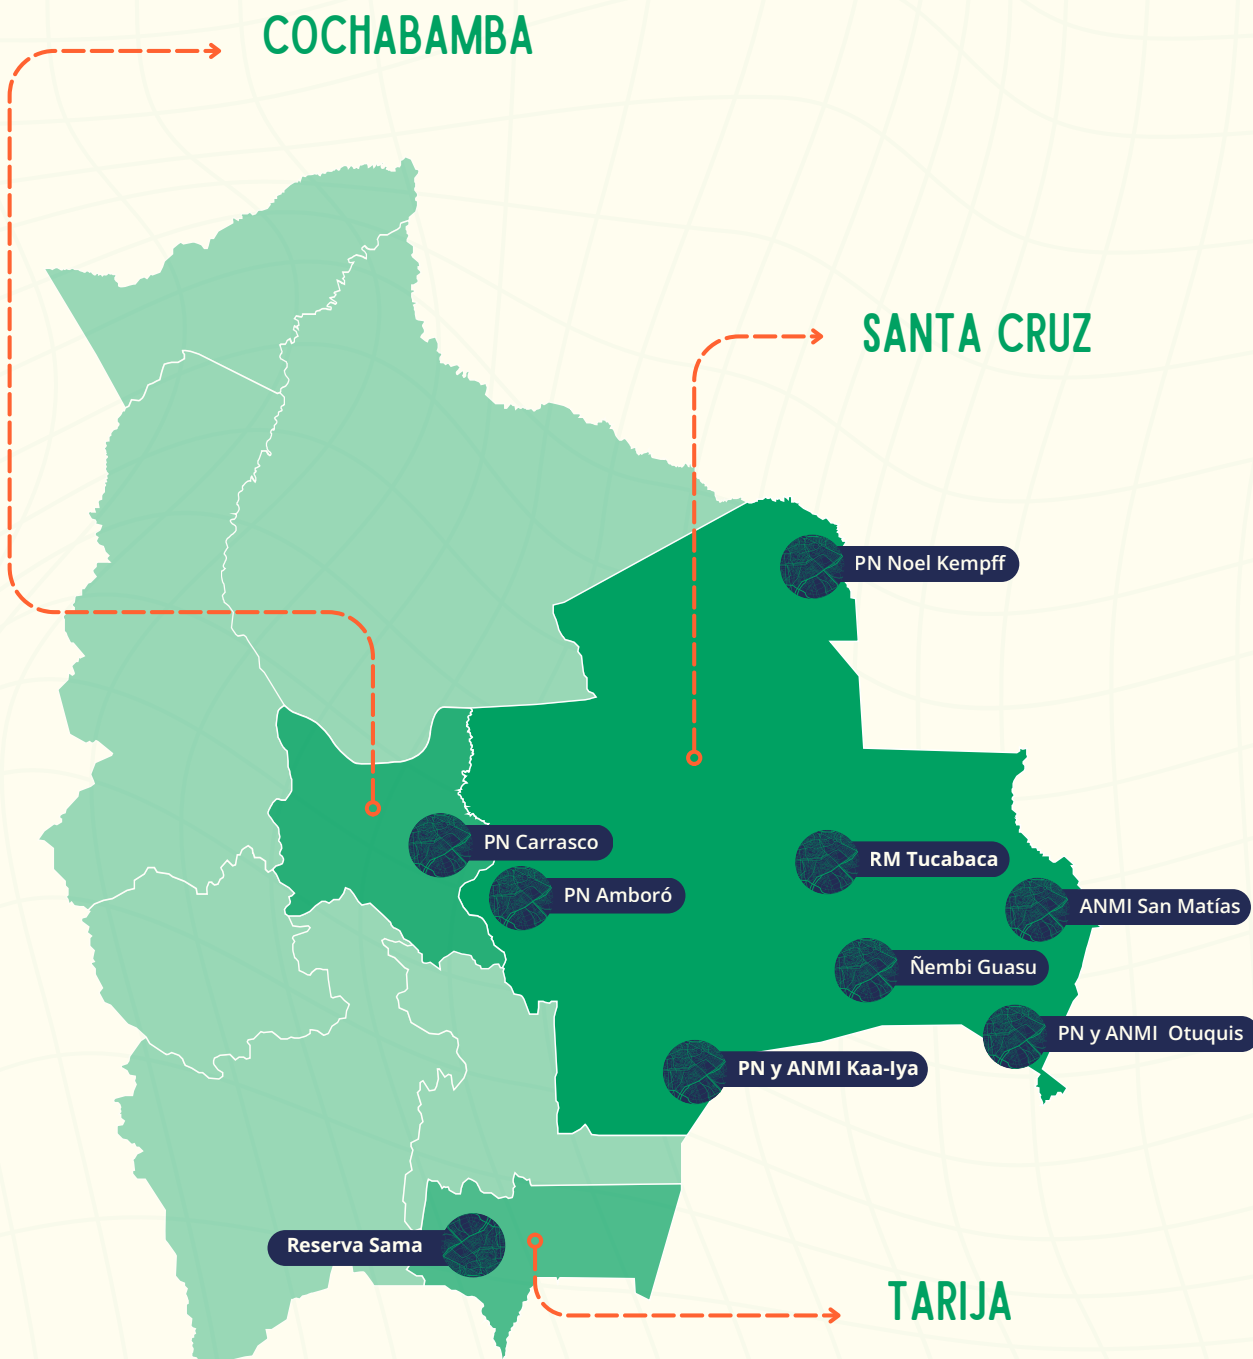 COCHABAMBA
SANTA CRUZ
PN Noel Kempff
PN Carrasco
RM Tucabaca
PN Amboró
ANMI San Matías
Ñembi Guasu
PN y ANMI  Otuquis
PN y ANMI Kaa-Iya
Reserva Sama
TARIJA